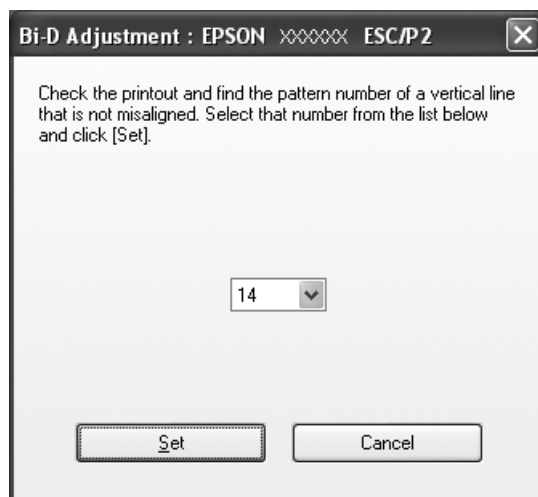 Bi-D Adjustment : EPSON XXXXXX ESC/P2
Check the printout and find the pattern number of a vertical line
that is not misaligned. Select that number from the list below
and click [Set].
14
Set
Cancel